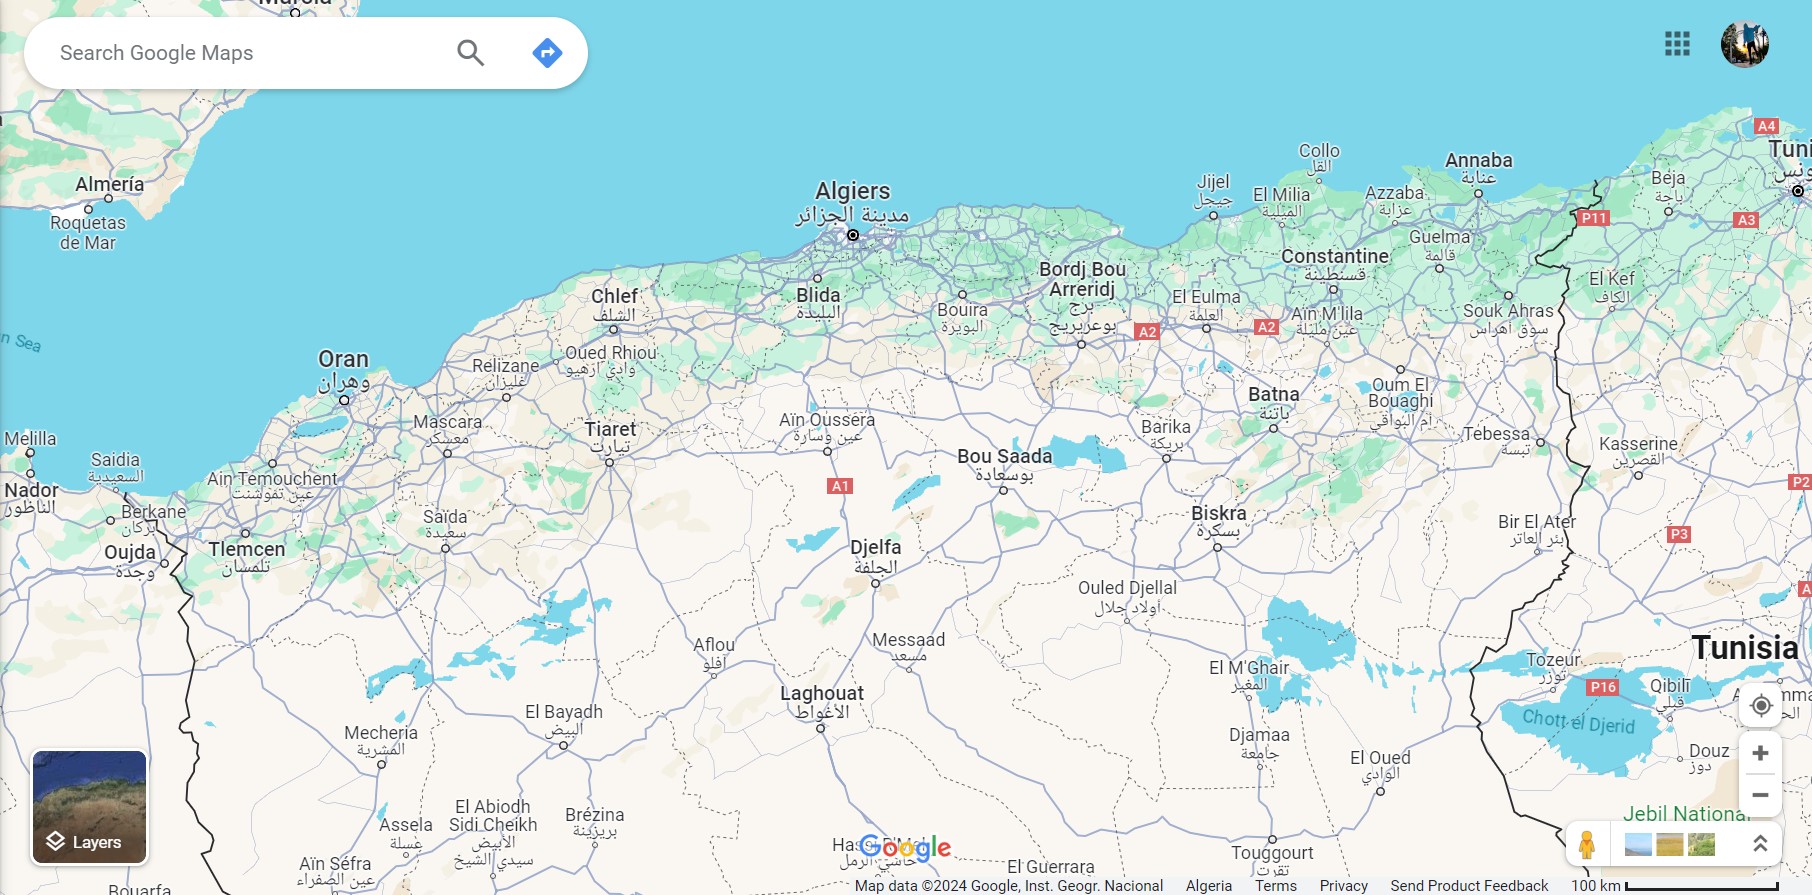 Murcia
Search Google Maps
A4
Collo
القل
Tuni
تونس
Annaba
عنابة
Almería
Algiers
مدينة الجزائر
Jijel
جيجل
El Milia
الميلية
Azzaba
عزابة
Béja
باجة
Roquetas
de Mar
P11
A3
Guelma
قالمة
Constantine
قسنطينة
Bordj Bou
Arreridj
برج
بوعريريج
El Kef
الكاف
Chlef
الشلف
Blida
البليدة
Bouira
البويرة
El Eulma
العلمة
Aïn M'lila
عين مليلة
Souk Ahras
سوق أهراس
A2
A2
n Sea
Oran
وهران
Relizane
غليزان
Oued Rhiou
وادي ارهيو
Batna
باتنة
Oum El
Bouaghi
أم البواقي
Mascara
معسكر
Tiaret
تيارت
Aïn Oussera
عين وسارة
Barika
بريكة
Tebessa
تبسة
Kasserine
القصرين
Melilla
Saidia
السعيدية
Bou Saada
بوسعادة
Ain Temouchent
عين تموشنت
A1
P2
Nador
الناظور
Berkane
بركان
Saïda
سعيدة
Biskra
بسكرة
Bir El Ater
بئر العاتر
P3
Oujda
وجدة
Tlemcen
تلمسان
Djelfa
الجلفة
Ouled Djellal
أولاد جلال
A
Aflou
أفلو
Messaad
مسعد
Tunisia
El M'Ghair
المغير
Tozeur
توزر
P16
Qibilī
قبلي
Laghouat
الأغواط
El Bayadh
البيض
Chott el Djerid
Mecheria
المشرية
Djamaa
جامعة
El Oued
الوادي
Douz
دوز
El Abiodh
Sidi Cheikh
الأبيض
سيدي الشيخ
Brézina
بريزينة
Jebil National
Assela
عسلة
Layers
Google
Aïn Séfra
عين الصفراء
Touggourt
تقرت
El Guerrara
Bouarfa
Map data ©2024 Google, Inst. Geogr. Nacional Algeria Terms Privacy Send Product Feedback 100 km